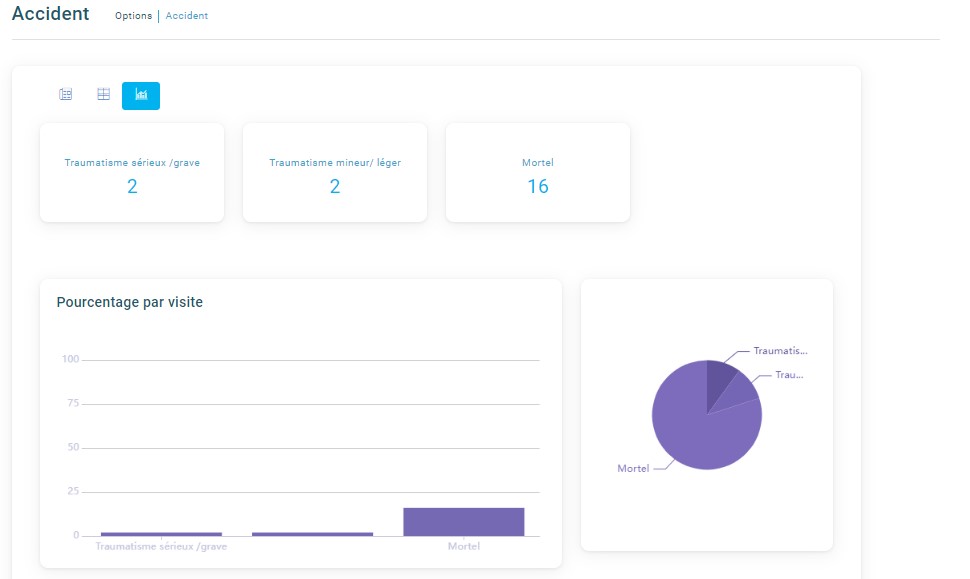 Accident
Options | Accident
Traumatisme sérieux /grave
2
Traumatisme mineur/ léger
2
Mortel
16
Pourcentage par visite
100
75
50
25
0
Traumatisme sérieux /grave
Mortel
Traumatis...
Trau...
Mortel